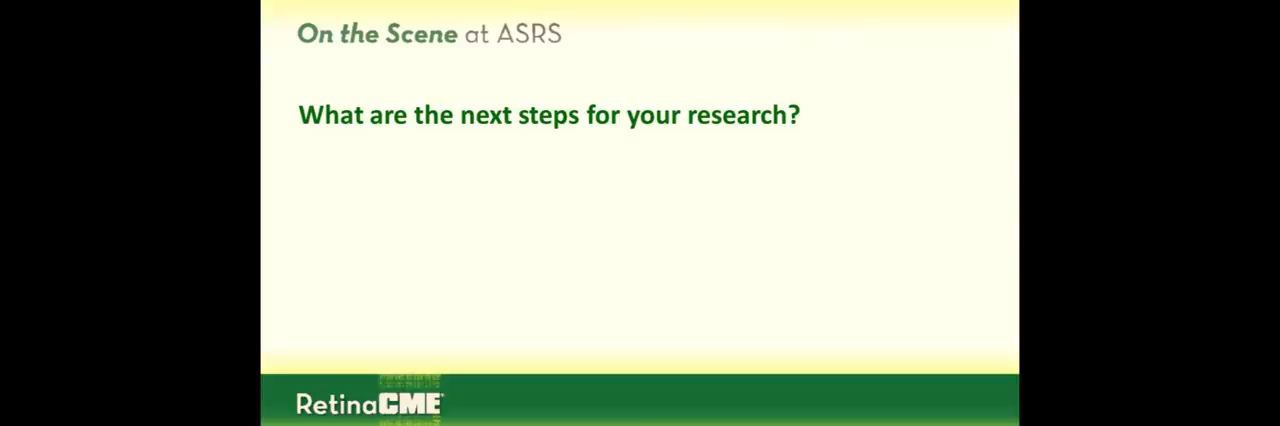 On the Scene at ASRS
What are the next steps for your research?
RetinaCME